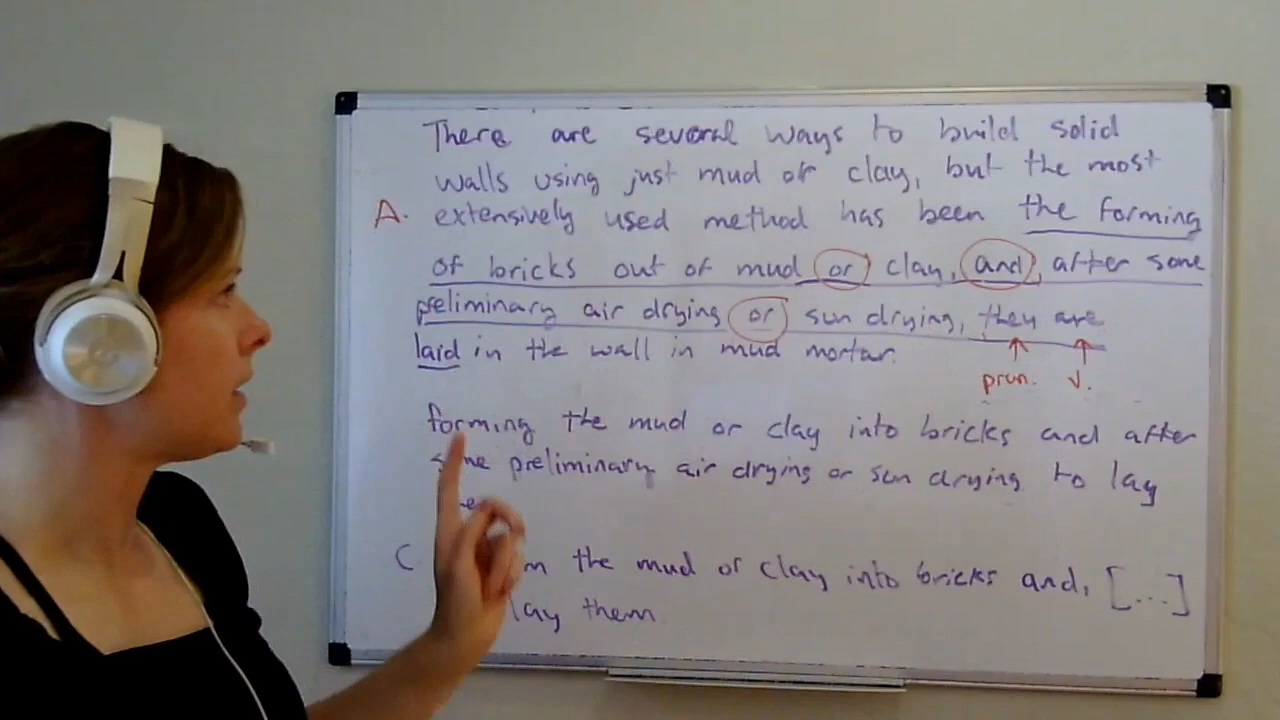 There are several ways to build solid
walls using just mud or clay, but the most
A. extensively used method has been the forming
of bricks out of mud or clay, and, after some
preliminary air drying or sun drying, they are
laid in the wall in mud mortar.
pron. v.
forming the mud or clay into bricks and after
preliminary air drying or sun drying to lay
C the mud or clay into bricks and, [...]
lay them